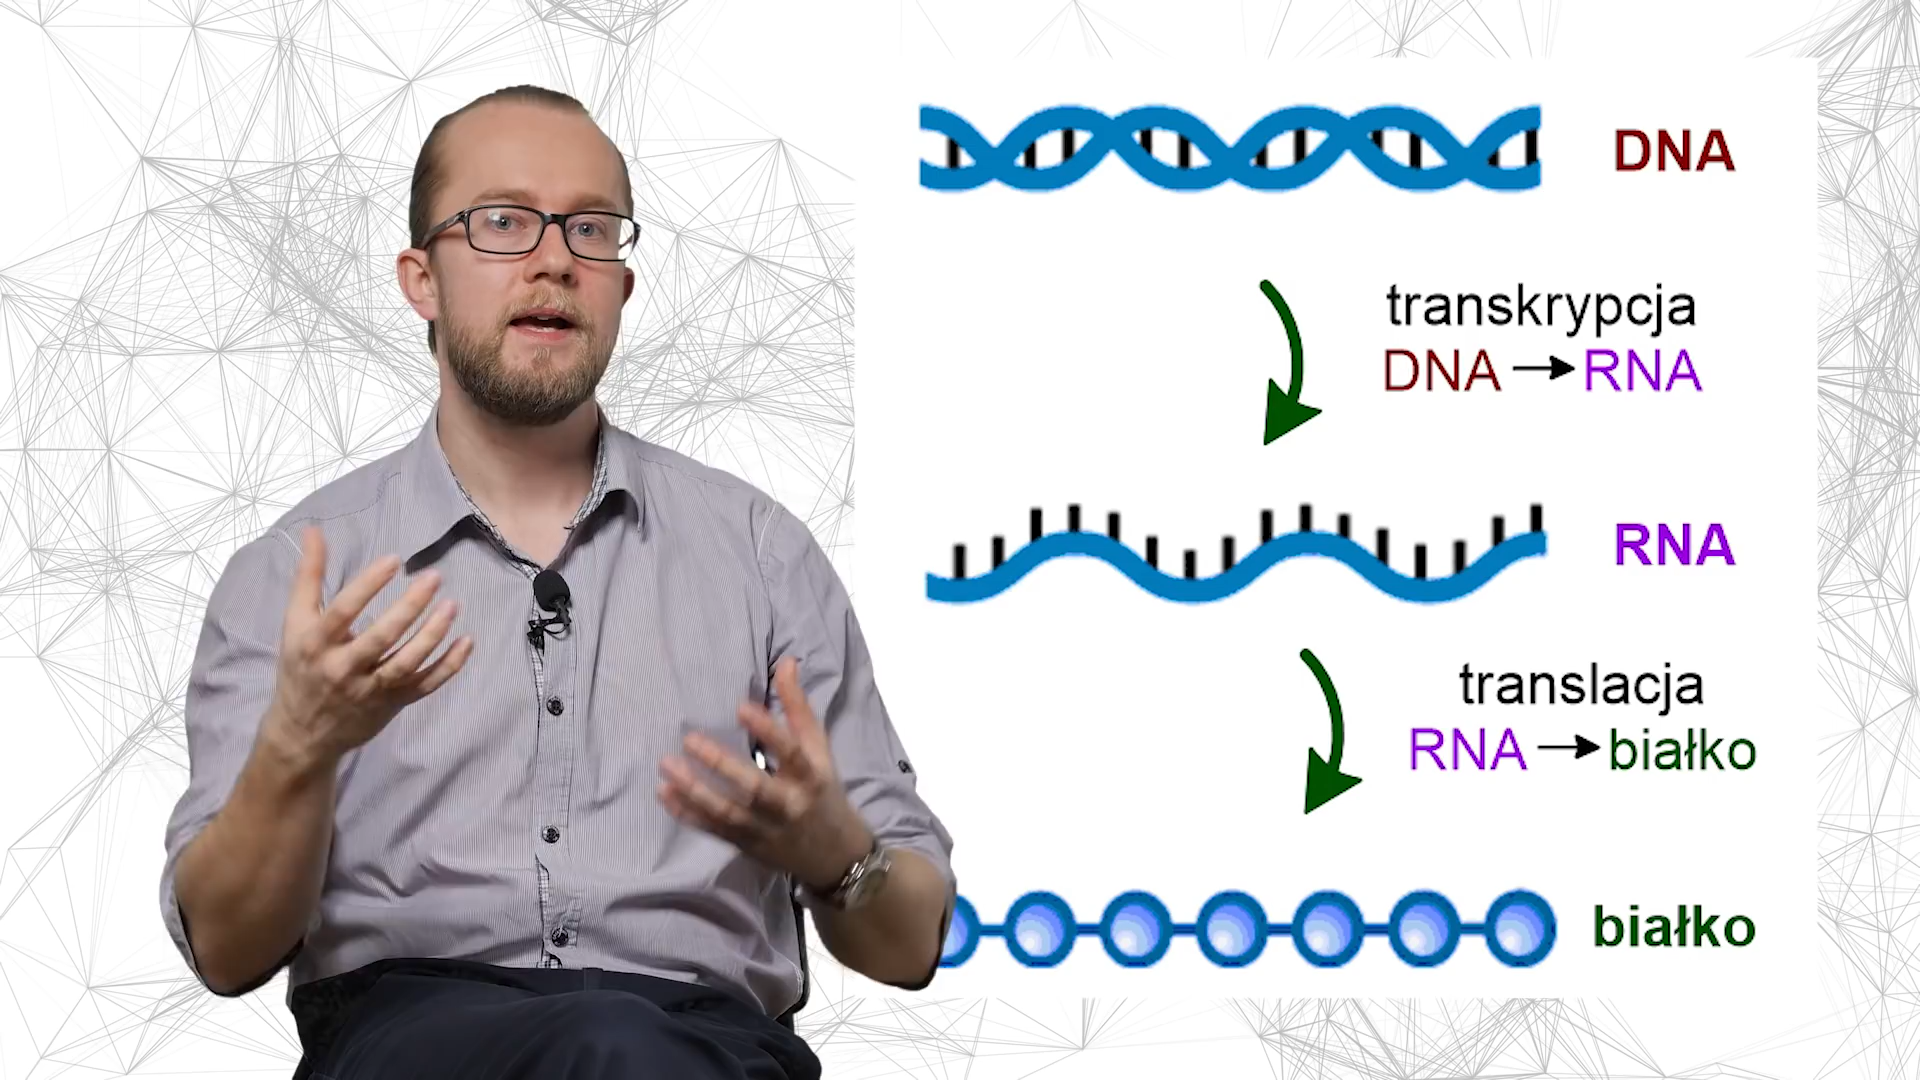 DNA
transkrypcja
DNA → RNA
RNA
translacja
RNA → białko
białko